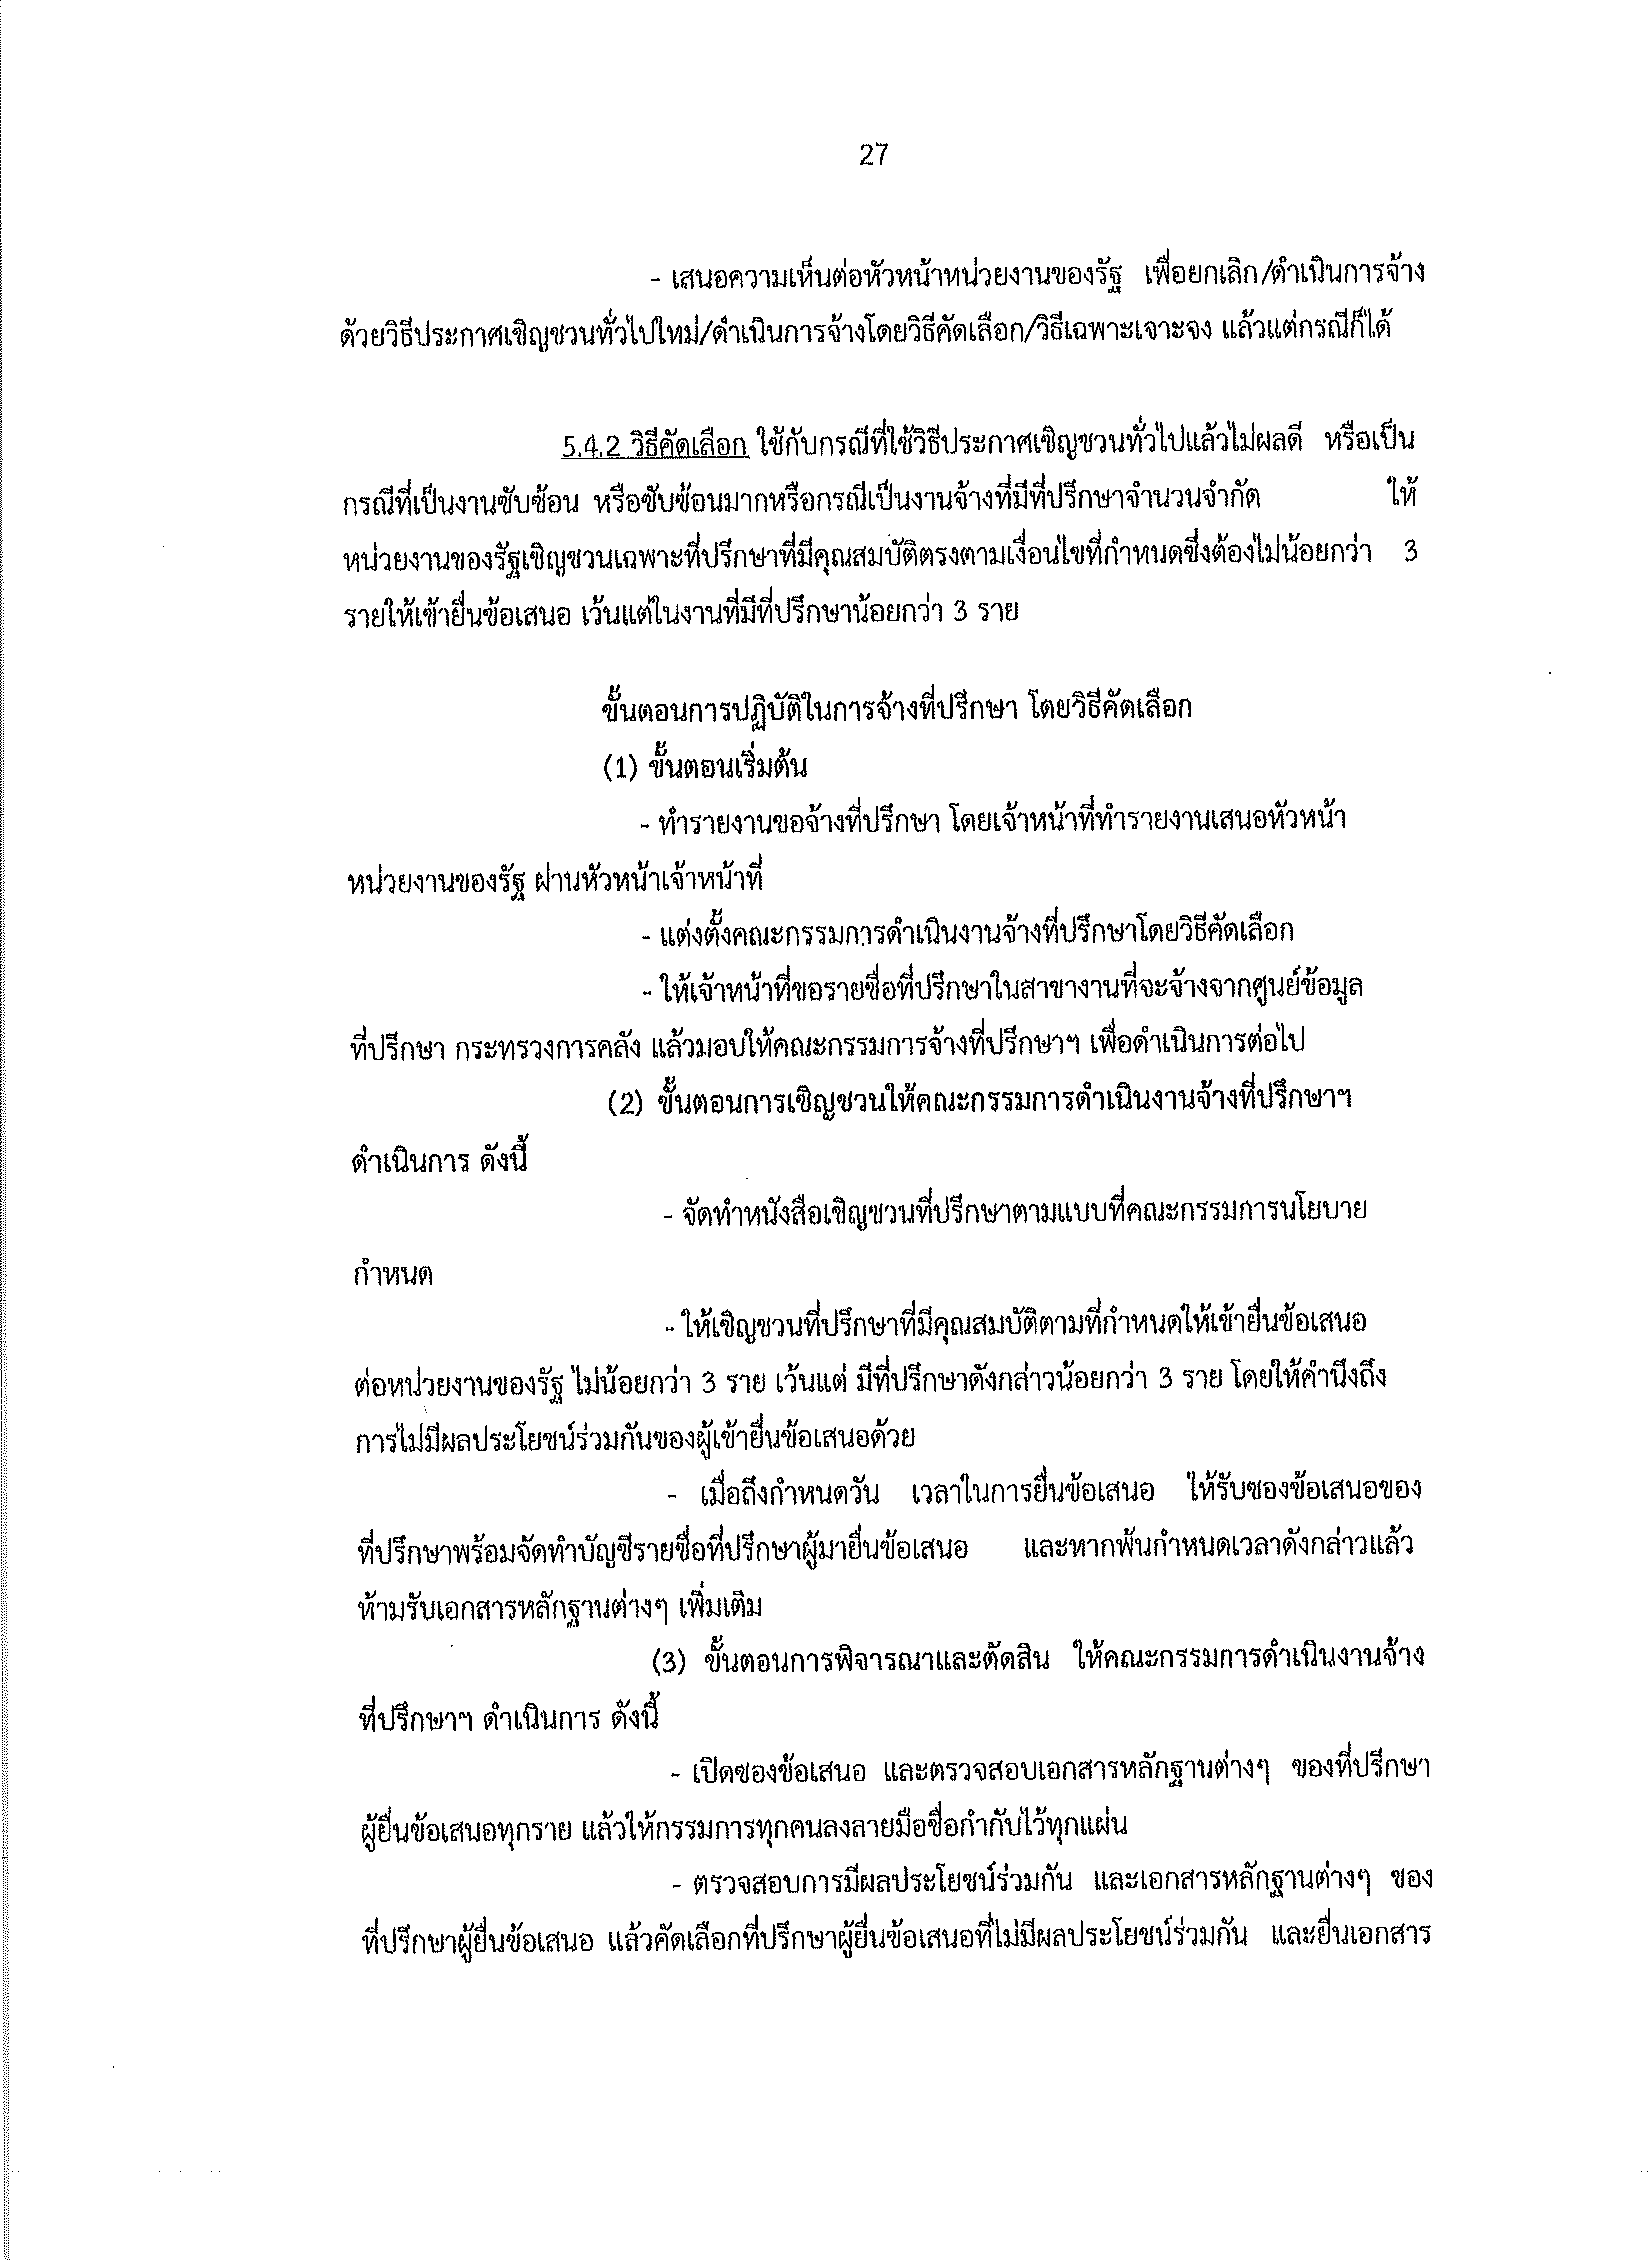 27
- เสนอความเห็นต่อหัวหน้าหน่วยงานของรัฐ เพื่อยกเลิก/ดำเนินการจ้าง
ด้วยวิธีประกาศเชิญชวนทั่วไปใหม่/ดำเนินการจ้างโดยวิธีคัดเลือก/วิธีเฉพาะเจาะจง แล้วแต่กรณีก็ได้
5.4.2 วิธีคัดเลือก ใช้กับกรณีที่ใช้วิธีประกาศเชิญชวนทั่วไปแล้วไม่ผลดี หรือเป็น
กรณีที่เป็นงานซับซ้อน หรือซับซ้อนมากหรือกรณีเป็นงานจ้างที่มีที่ปรึกษาจำนวนจำกัด ให้
หน่วยงานของรัฐเชิญชวนเฉพาะที่ปรึกษาที่มีคุณสมบัติตรงตามเงื่อนไขที่กำหนดซึ่งต้องไม่น้อยกว่า 3
รายให้เข้ายื่นข้อเสนอ เว้นแต่ในงานที่มีที่ปรึกษาน้อยกว่า 3 ราย
ขั้นตอนการปฏิบัติในการจ้างที่ปรึกษา โดยวิธีคัดเลือก
(1) ขั้นตอนเริ่มต้น
- ทำรายงานขอจ้างที่ปรึกษา โดยเจ้าหน้าที่ทำรายงานเสนอหัวหน้า
หน่วยงานของรัฐ ผ่านหัวหน้าเจ้าหน้าที่
- แต่งตั้งคณะกรรมการดำเนินงานจ้างที่ปรึกษาโดยวิธีคัดเลือก
- ให้เจ้าหน้าที่ขอรายชื่อที่ปรึกษาในสาขางานที่จะจ้างจากศูนย์ข้อมูล
ที่ปรึกษา กระทรวงการคลัง แล้วมอบให้คณะกรรมการจ้างที่ปรึกษาฯ เพื่อดำเนินการต่อไป
(2) ขั้นตอนการเชิญชวนให้คณะกรรมการดำเนินงานจ้างที่ปรึกษาฯ
ดำเนินการ ดังนี้
- จัดทำหนังสือเชิญชวนที่ปรึกษาตามแบบที่คณะกรรมการนโยบาย
กำหนด
- ให้เชิญชวนที่ปรึกษาที่มีคุณสมบัติตามที่กำหนดให้เข้ายื่นข้อเสนอ
ต่อหน่วยงานของรัฐ ไม่น้อยกว่า 3 ราย เว้นแต่ มีที่ปรึกษาดังกล่าวน้อยกว่า 3 ราย โดยให้คำนึงถึง
การไม่มีผลประโยชน์ร่วมกันของผู้เข้ายื่นข้อเสนอด้วย
- เมื่อถึงกำหนดวัน เวลาในการยื่นข้อเสนอ ให้รับซองข้อเสนอของ
ที่ปรึกษาพร้อมจัดทำบัญชีรายชื่อที่ปรึกษาผู้มายื่นข้อเสนอ และหากพ้นกำหนดเวลาดังกล่าวแล้ว
ห้ามรับเอกสารหลักฐานต่างๆ เพิ่มเติม
(3) ขั้นตอนการพิจารณาและตัดสิน ให้คณะกรรมการดำเนินงานจ้าง
ที่ปรึกษาฯ ดำเนินการ ดังนี้
- เปิดซองข้อเสนอ และตรวจสอบเอกสารหลักฐานต่างๆ ของที่ปรึกษา
ผู้ยื่นข้อเสนอทุกราย แล้วให้กรรมการทุกคนลงลายมือชื่อกำกับไว้ทุกแผ่น
- ตรวจสอบการมีผลประโยชน์ร่วมกัน และเอกสารหลักฐานต่างๆ ของ
ที่ปรึกษาผู้ยื่นข้อเสนอ แล้วคัดเลือกที่ปรึกษาผู้ยื่นข้อเสนอที่ไม่มีผลประโยชน์ร่วมกัน และยื่นเอกสาร